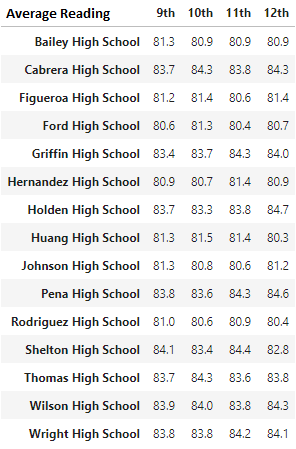 Average Reading 9th 10th 11th 12th
Bailey High School 81.3 80.9 80.9 80.9
Cabrera High School 83.7 84.3 83.8 84.3
Figueroa High School 81.2 81.4 80.6 81.4
Ford High School 80.6 81.3 80.4 80.7
Griffin High School 83.4 83.7 84.3 84.0
Hernandez High School 80.9 80.7 81.4 80.9
Holden High School 83.7 83.3 83.8 84.7
Huang High School 81.3 81.5 81.4 80.3
Johnson High School 81.3 80.8 80.6 81.2
Pena High School 83.8 83.6 84.3 84.6
Rodriguez High School 81.0 80.6 80.9 80.4
Shelton High School 84.1 83.4 84.4 82.8
Thomas High School 83.7 84.3 83.6 83.8
Wilson High School 83.9 84.0 83.8 84.3
Wright High School 83.8 83.8 84.2 84.1